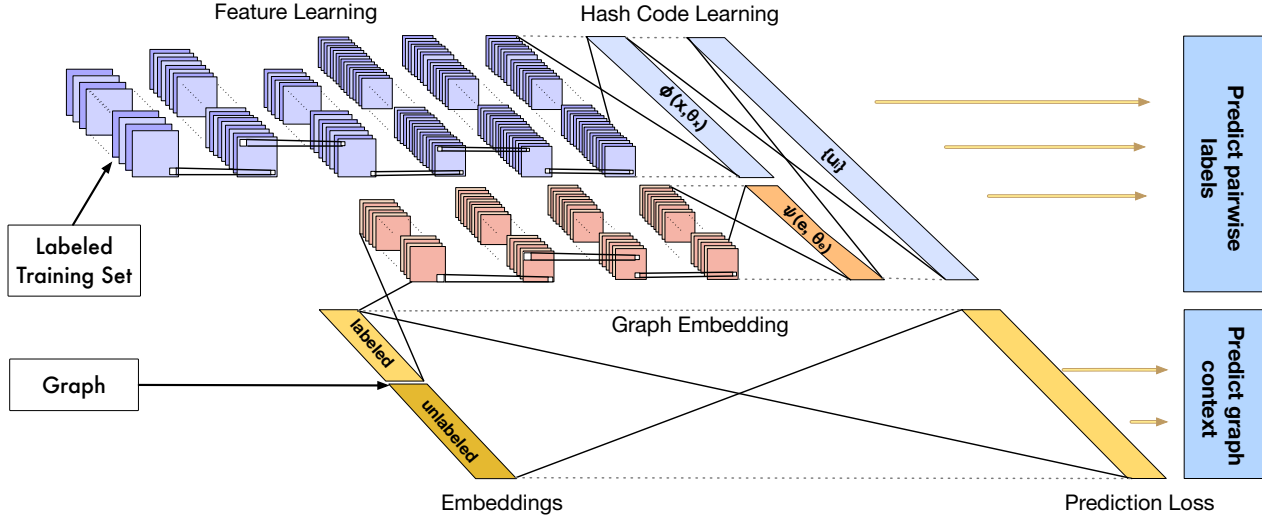 Feature Learning
Hash Code Learning
ϕ(x,θₓ)
{uᵢ}
Predict pairwise
labels
ψ(e, θₑ)
Labeled
Training Set
Graph Embedding
labeled
Graph
unlabeled
Predict graph
context
Embeddings
Prediction Loss